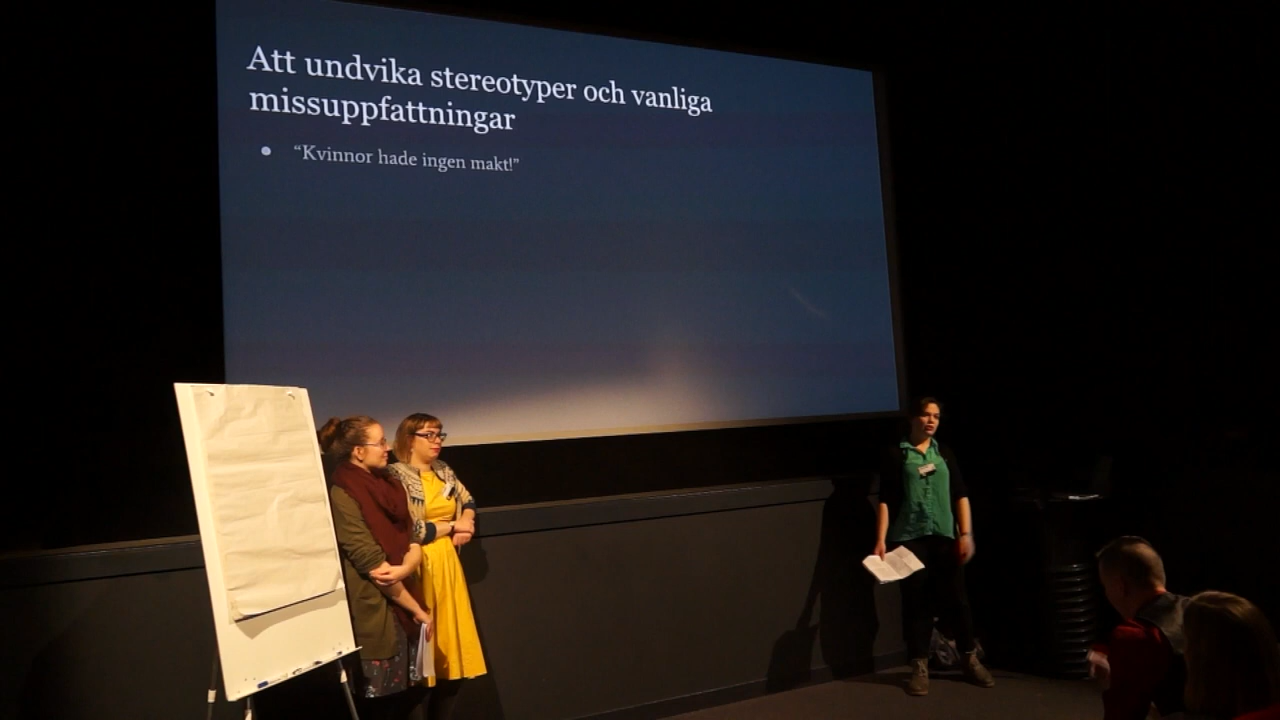 Att undvika stereotyper och vanliga
missuppfattningar
“Kvinnor hade ingen makt!”